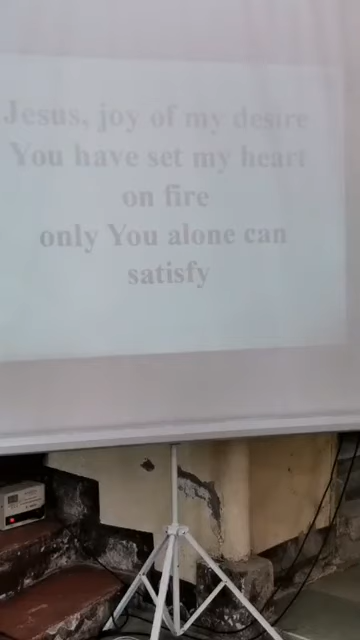 Jesus, joy of my desire
You have set my heart
on fire
only You alone can
satisfy